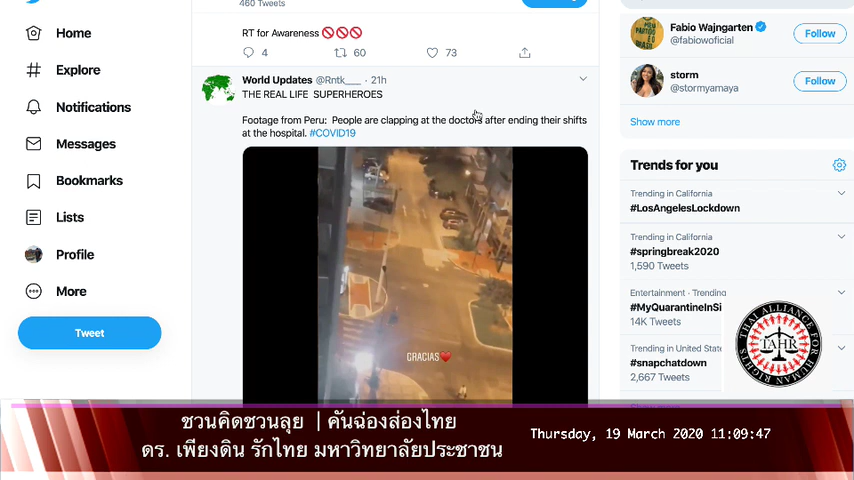 460 Tweets
Home
Explore
Notifications
Messages
Bookmarks
Lists
Profile
More
Tweet
RT for Awareness 🚫🚫🚫
4 60 73
World Updates @Rntk___ · 21h
THE REAL LIFE SUPERHEROES
Footage from Peru: People are clapping at the doctors after ending their shifts
at the hospital. #COVID19
GRACIAS❤️
Fabio Wajngarten
@fabiowoficial
Follow
storm
@stormyamaya
Follow
Show more
Trends for you
Trending in California
#LosAngelesLockdown
Trending in California
#springbreak2020
1,590 Tweets
Entertainment · Trending
#MyQuarantineInSi
14K Tweets
Trending in United State
#snapchatdown
2,667 Tweets
Show more
THAI ALLIANCE FOR HUMAN RIGHTS
TAHR
ชวนคิดชวนลุย | คันฉ่องส่องไทย
ดร. เพียงดิน รักไทย มหาวิทยาลัยประชาชน
Thursday, 19 March 2020 11:09:47